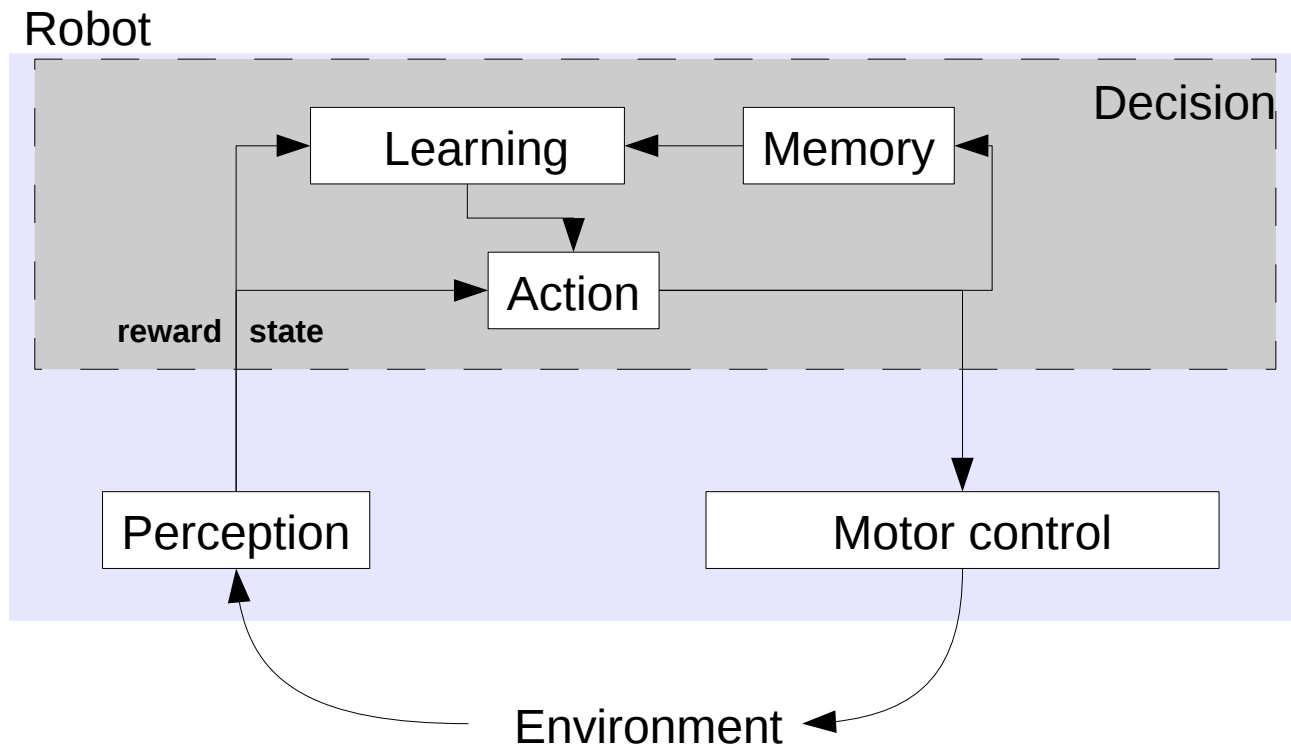 Robot
Decision
Learning
Memory
Action
reward state
Perception
Motor control
Environment